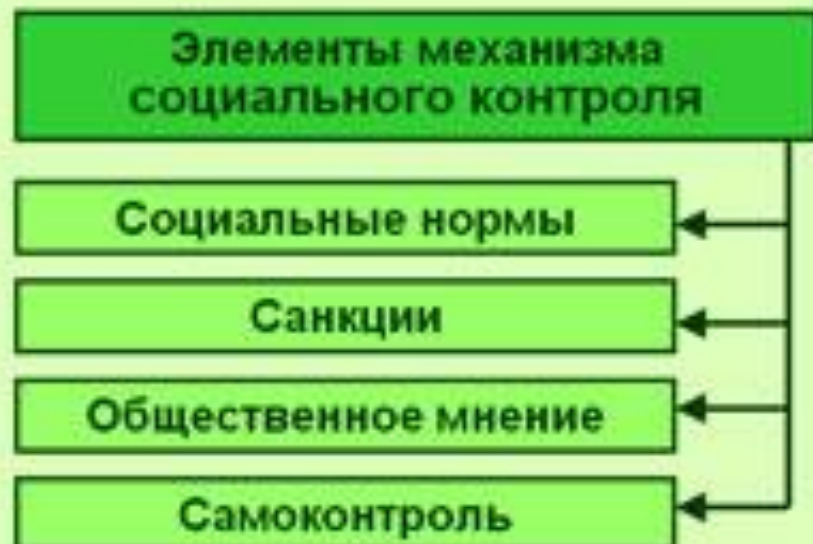 Элементы механизма
социального контроля
Социальные нормы
Санкции
Общественное мнение
Самоконтроль